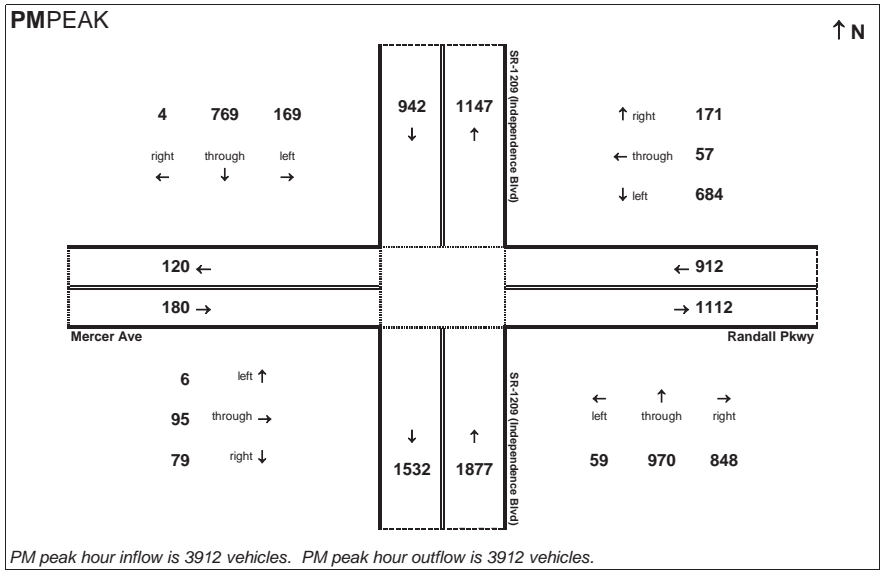 PMPEAK
↑ N
4 769 169
right through left
← ↓ →
942 1147
↓ ↑
SR-1209 (Independence Blvd)
↑ right 171
← through 57
↓ left 684
120 ←
← 912
180 →
→ 1112
Mercer Ave
Randall Pkwy
6 left ↑
95 through →
79 right ↓
↓ ↑
1532 1877
SR-1209 (Independence Blvd)
← ↑ →
left through right
59 970 848
PM peak hour inflow is 3912 vehicles. PM peak hour outflow is 3912 vehicles.